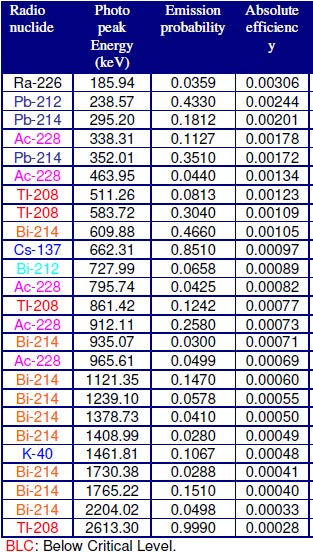 Radio Photo Emission Absolute
nuclide peak probability efficienc
Energy y
(keV)
Ra-226 185.94 0.0359 0.00306
Pb-212 238.57 0.4330 0.00244
Pb-214 295.20 0.1812 0.00201
Ac-228 338.31 0.1127 0.00178
Pb-214 352.01 0.3510 0.00172
Ac-228 463.95 0.0440 0.00134
Tl-208 511.26 0.0813 0.00123
Tl-208 583.72 0.3040 0.00109
Bi-214 609.88 0.4660 0.00105
Cs-137 662.31 0.8510 0.00097
Bi-212 727.99 0.0658 0.00089
Ac-228 795.74 0.0425 0.00082
Tl-208 861.42 0.1242 0.00077
Ac-228 912.11 0.2580 0.00073
Bi-214 935.07 0.0300 0.00071
Ac-228 965.61 0.0499 0.00069
Bi-214 1121.35 0.1470 0.00060
Bi-214 1239.10 0.0578 0.00055
Bi-214 1378.73 0.0410 0.00050
Bi-214 1408.99 0.0280 0.00049
K-40 1461.81 0.1067 0.00048
Bi-214 1730.38 0.0288 0.00041
Bi-214 1765.22 0.1510 0.00040
Bi-214 2204.02 0.0498 0.00033
Tl-208 2613.30 0.9990 0.00028
BLC: Below Critical Level.